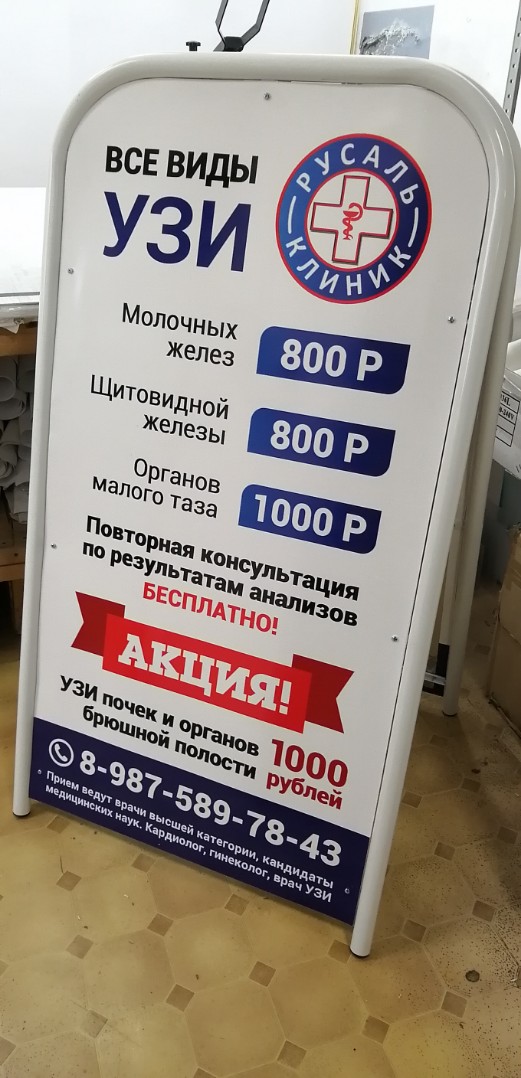 ВСЕ ВИДЫ
УЗИ
РУСАЛЬ
КЛИНИК
Молочных
желез
800 Р
Щитовидной
железы
800 Р
Органов
малого таза
1000 Р
Повторная консультация
по результатам анализов
БЕСПЛАТНО!
АКЦИЯ!
УЗИ почек и органов
брюшной полости
1000
рублей
8-987-589-78-43
Прием ведут врачи высшей категории, кандидаты
медицинских наук. Кардиолог, гинеколог, врач УЗИ